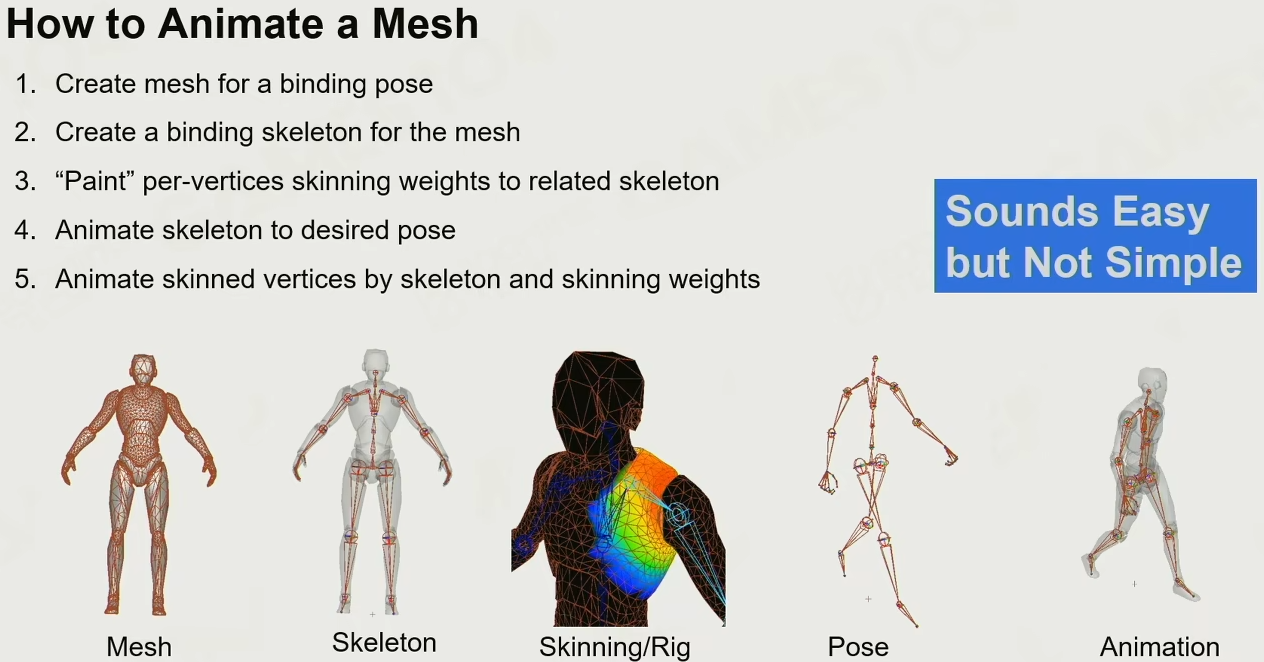 How to Animate a Mesh
1. Create mesh for a binding pose
2. Create a binding skeleton for the mesh
3. “Paint” per-vertices skinning weights to related skeleton
4. Animate skeleton to desired pose
5. Animate skinned vertices by skeleton and skinning weights
Sounds Easy
but Not Simple
Mesh
Skeleton
Skinning/Rig
Pose
Animation